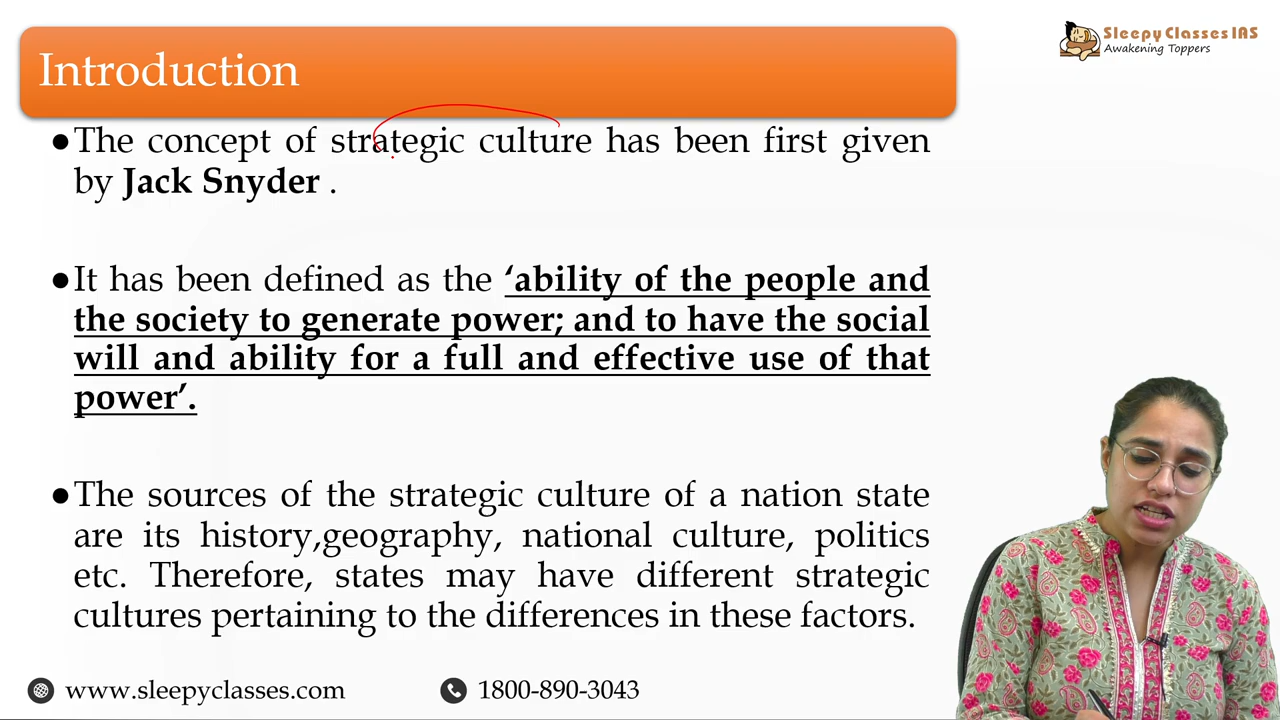 Introduction
Sleepy Classes IAS
Awakening Toppers
●The concept of strategic culture has been first given
by Jack Snyder .
●It has been defined as the ‘ability of the people and
the society to generate power; and to have the social
will and ability for a full and effective use of that
power’.
●The sources of the strategic culture of a nation state
are its history,geography, national culture, politics
etc. Therefore, states may have different strategic
cultures pertaining to the differences in these factors.
www.sleepyclasses.com
1800-890-3043